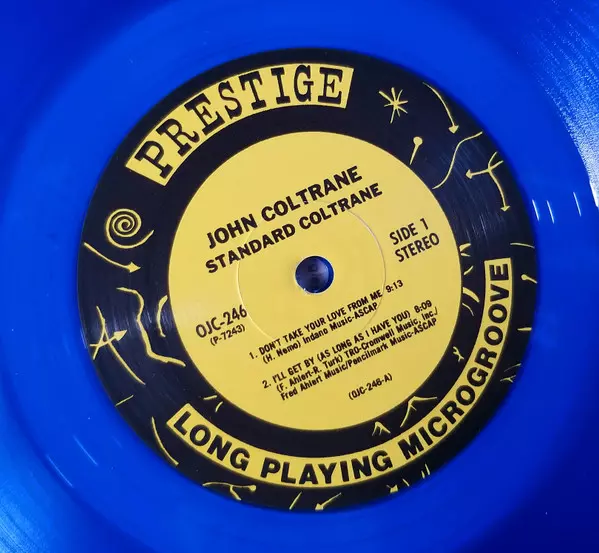 PRESTIGE
JOHN COLTRANE
STANDARD COLTRANE
SIDE 1
STEREO
OJC-246
(P-7243)
1. DON'T TAKE YOUR LOVE FROM ME 9:13
(H. Nemo) Indano Music-ASCAP
2. I'LL GET BY (AS LONG AS I HAVE YOU) 8:09
(F. Ahlert-R. Turk) TRO-Cromwell Music, Inc./
Fred Ahlert Music/Pencilmark Music-ASCAP
(OJC-246-A)
LONG PLAYING MICROGROOVE